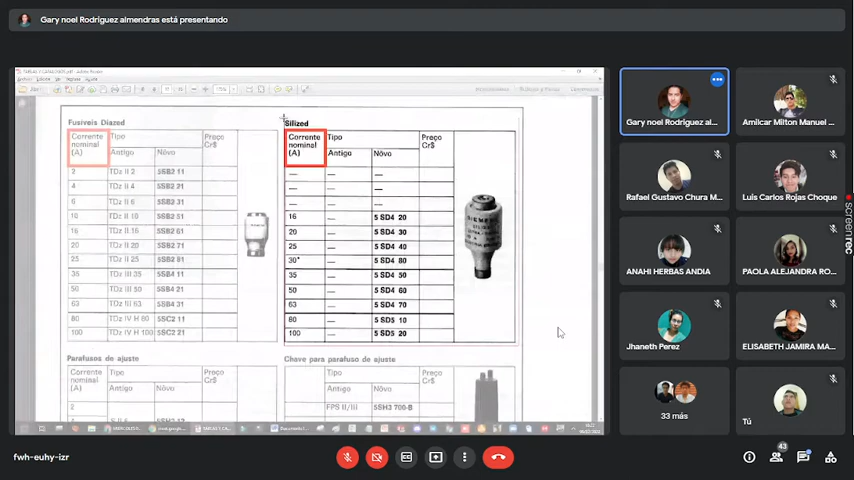 Gary noel Rodriguez almendras está presentando
Fusíveis Diazed
Corrente nominal (A) Tipo Preço Cr$
Antigo Nôvo
2 TDz II 2 5SB2 11
4 TDz II 4 5SB2 21
6 TDz II 6 5SB2 31
10 TDz II 10 5SB2 51
16 TDz II 16 5SB2 61
20 TDz II 20 5SB2 71
25 TDz II 25 5SB2 81
35 TDz III 35 5SB4 11
50 TDz III 50 5SB4 21
63 TDz III 63 5SB4 31
80 TDz IV H 80 5SC2 11
100 TDz IV H 100 5SC2 21
Silized
Corrente nominal (A) Tipo Preço Cr$
Antigo Nôvo
— — —
— — —
— — —
16 — 5 SD4 20
20 — 5 SD4 30
25 — 5 SD4 40
30* — 5 SD4 80
35 — 5 SD4 50
50 — 5 SD4 60
63 — 5 SD4 70
80 — 5 SD5 10
100 — 5 SD5 20
SIEMENS
Parafusos de ajuste
Corrente nominal (A) Tipo Preço Cr$
Antigo Nôvo
2
Chave para parafuso de ajuste
Tipo Preço Cr$
Antigo Nôvo
FPS II/III 5SH3 700-B
Gary noel Rodriguez al...
Amilcar Milton Manuel ...
Rafael Gustavo Chura M...
Luis Carlos Rojas Choque
ANAHI HERBAS ANDIA
PAOLA ALEJANDRA RO...
Jhaneth Perez
ELISABETH JAMIRA MA...
33 más
Tú
screenrec
fwh-euhy-izr
43